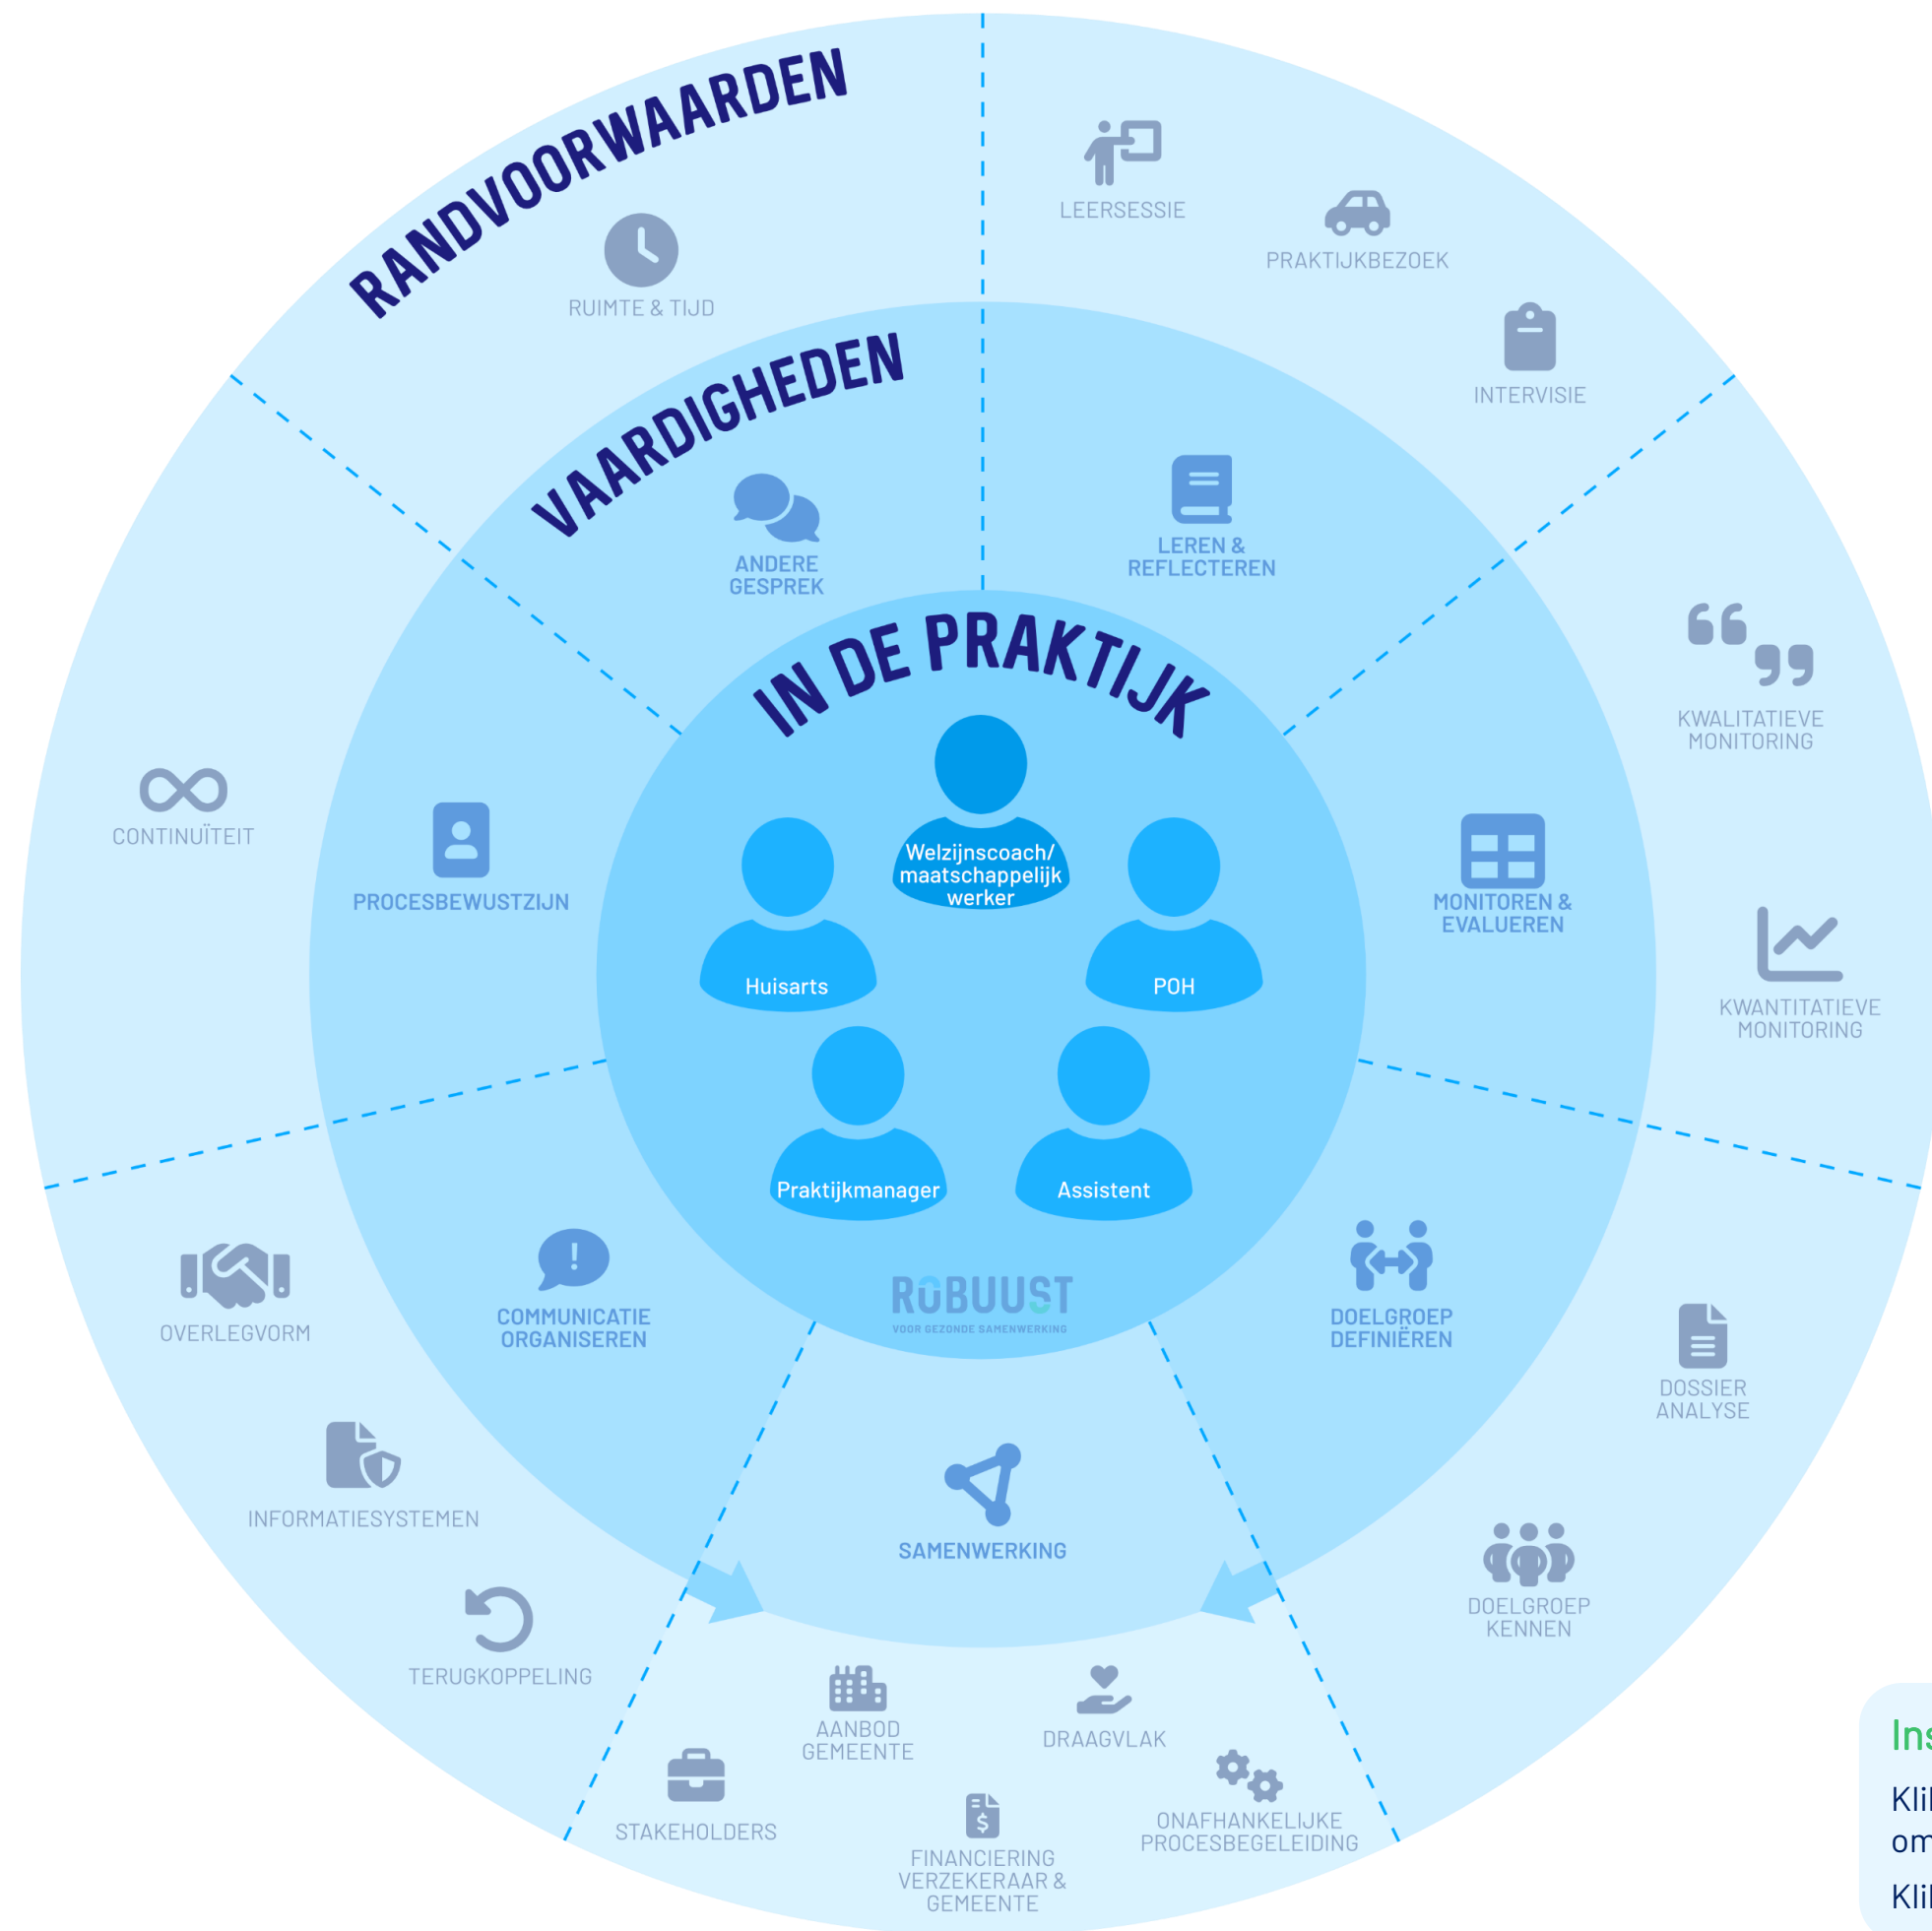 RANDVOORWAARDEN
RUIMTE & TIJD
LEERSESSIE
PRAKTIJKBEZOEK
INTERVISIE
VAARDIGHEDEN
ANDERE
GESPREK
LEREN &
REFLECTEREN
KWALITATIEVE
MONITORING
CONTINUÏTEIT
PROCESBEWUSTZIJN
IN DE PRAKTIJK
Welzijnscoach/
maatschappelijk
werker
Huisarts
POH
Praktijkmanager
Assistent
MONITOREN &
EVALUEREN
KWANTITATIEVE
MONITORING
OVERLEGVORM
COMMUNICATIE
ORGANISEREN
ROBUUST
VOOR GEZONDE SAMENWERKING
DOELGROEP
DEFINIËREN
DOSSIER
ANALYSE
INFORMATIESYSTEMEN
SAMENWERKING
DOELGROEP
KENNEN
TERUGKOPPELING
AANBOD
GEMEENTE
DRAAGVLAK
STAKEHOLDERS
FINANCIERING
VERZEKERAAR &
GEMEENTE
ONAFHANKELIJKE
PROCESBEGELEIDING